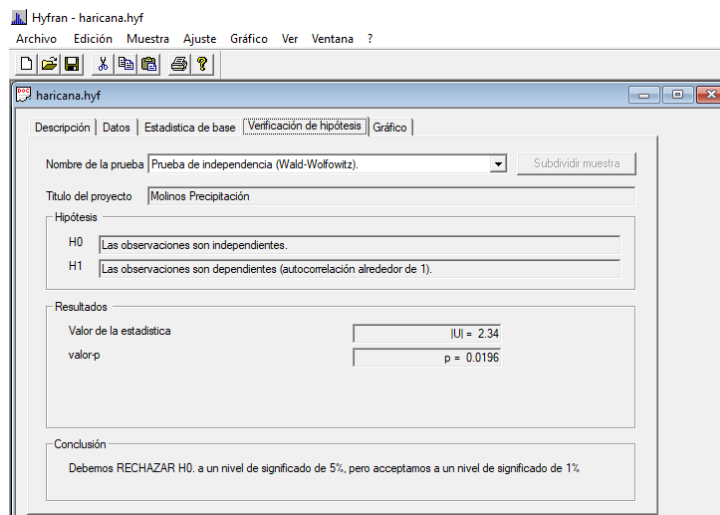 Hyfran - haricana.hyf
Archivo Edición Muestra Ajuste Gráfico Ver Ventana ?
haricana.hyf
Descripción Datos Estadistica de base Verificación de hipótesis Gráfico
Nombre de la prueba Prueba de independencia (Wald-Wolfowitz). Subdividir muestra
Titulo del proyecto Molinos Precipitación
Hipótesis
H0 Las observaciones son independientes.
H1 Las observaciones son dependientes (autocorrelación alrededor de 1).
Resultados
Valor de la estadistica |U| = 2.34
valor-p p = 0.0196
Conclusión
Debemos RECHAZAR H0. a un nivel de significado de 5%, pero acceptamos a un nivel de significado de 1%